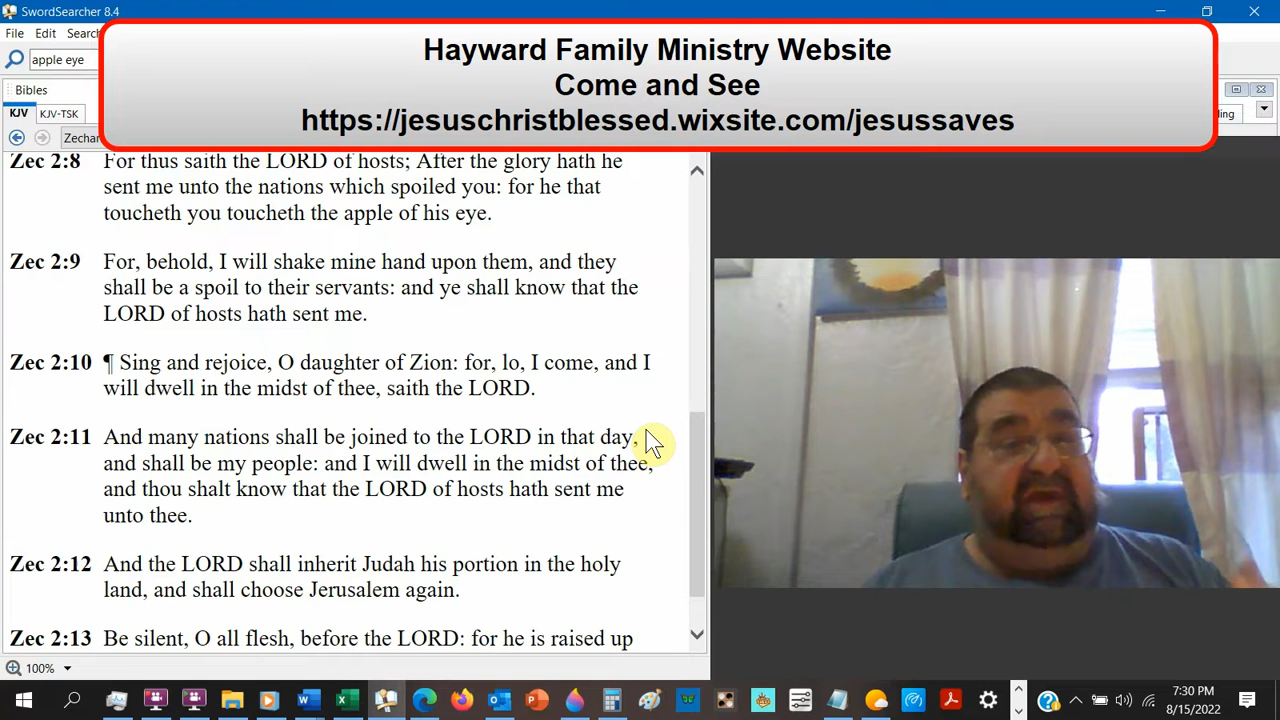 SwordSearcher 8.4
File Edit Search
apple eye
Hayward Family Ministry Website
Come and See
https://jesuschristblessed.wixsite.com/jesussaves
Bibles
KJV KJV-TSK
Zec 2:8 For thus saith the LORD of hosts; After the glory hath he
sent me unto the nations which spoiled you: for he that
toucheth you toucheth the apple of his eye.
Zec 2:9 For, behold, I will shake mine hand upon them, and they
shall be a spoil to their servants: and ye shall know that the
LORD of hosts hath sent me.
Zec 2:10 ¶ Sing and rejoice, O daughter of Zion: for, lo, I come, and I
will dwell in the midst of thee, saith the LORD.
Zec 2:11 And many nations shall be joined to the LORD in that day,
and shall be my people: and I will dwell in the midst of thee,
and thou shalt know that the LORD of hosts hath sent me
unto thee.
Zec 2:12 And the LORD shall inherit Judah his portion in the holy
land, and shall choose Jerusalem again.
Zec 2:13 Be silent, O all flesh, before the LORD: for he is raised up
100%
7:30 PM
8/15/2022